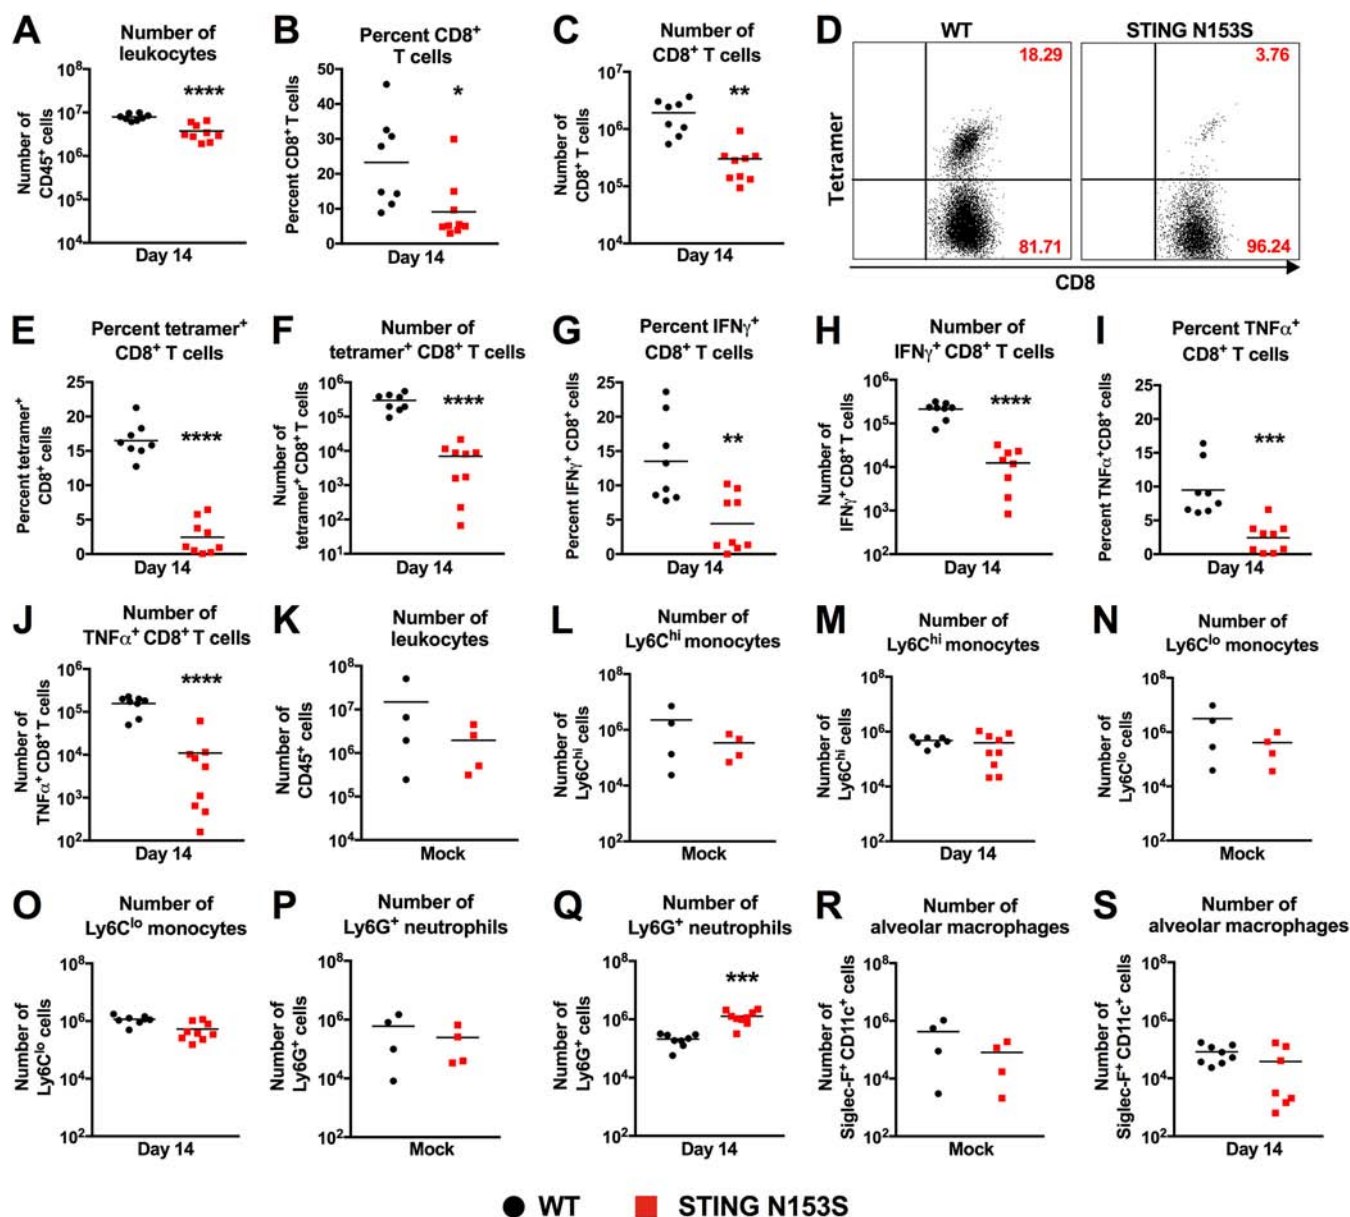 A
Number of
leukocytes
Number of
CD45⁺ cells
10⁸
10⁷
10⁶
10⁵
10⁴
****
Day 14
B
Percent CD8⁺
T cells
Percent CD8⁺ T cells
50
40
30
20
10
0
*
Day 14
C
Number of
CD8⁺ T cells
Number of
CD8⁺ T cells
10⁷
10⁶
10⁵
10⁴
**
Day 14
D
WT
STING N153S
18.29
3.76
81.71
96.24
Tetramer
CD8
E
Percent tetramer⁺
CD8⁺ T cells
Percent tetramer⁺
CD8⁺ cells
25
20
15
10
5
0
****
Day 14
F
Number of
tetramer⁺ CD8⁺ T cells
Number of
tetramer⁺ CD8⁺T cells
10⁶
10⁵
10⁴
10³
10²
10¹
****
Day 14
G
Percent IFNγ⁺
CD8⁺ T cells
Percent IFNγ⁺ CD8⁺ cells
25
20
15
10
5
0
**
Day 14
H
Number of
IFNγ⁺ CD8⁺ T cells
Number of
IFNγ⁺ CD8⁺ T cells
10⁶
10⁵
10⁴
10³
10²
****
Day 14
I
Percent TNFα⁺
CD8⁺ T cells
Percent TNFα⁺CD8⁺ cells
25
20
15
10
5
0
***
Day 14
J
Number of
TNFα⁺ CD8⁺ T cells
Number of
TNFα⁺ CD8⁺ T cells
10⁶
10⁵
10⁴
10³
10²
****
Day 14
K
Number of
leukocytes
Number of
CD45⁺ cells
10⁸
10⁷
10⁶
10⁵
10⁴
Mock
L
Number of
Ly6Cʰⁱ monocytes
Number of
Ly6Cʰⁱ cells
10⁸
10⁶
10⁴
10²
Mock
M
Number of
Ly6Cʰⁱ monocytes
Number of
Ly6Cʰⁱ cells
10⁸
10⁶
10⁴
10²
Day 14
N
Number of
Ly6Cˡᵒ monocytes
Number of
Ly6Cˡᵒ cells
10⁸
10⁶
10⁴
10²
Mock
O
Number of
Ly6Cˡᵒ monocytes
Number of
Ly6Cˡᵒ cells
10⁸
10⁶
10⁴
10²
Day 14
P
Number of
Ly6G⁺ neutrophils
Number of
Ly6G⁺ cells
10⁸
10⁶
10⁴
10²
Mock
Q
Number of
Ly6G⁺ neutrophils
Number of
Ly6G⁺ cells
10⁸
10⁶
10⁴
10²
***
Day 14
R
Number of
alveolar macrophages
Number of
Siglec-F⁺ CD11c⁺ cells
10⁸
10⁶
10⁴
10²
Mock
S
Number of
alveolar macrophages
Number of
Siglec-F⁺ CD11c⁺ cells
10⁸
10⁶
10⁴
10²
Day 14
WT
STING N153S